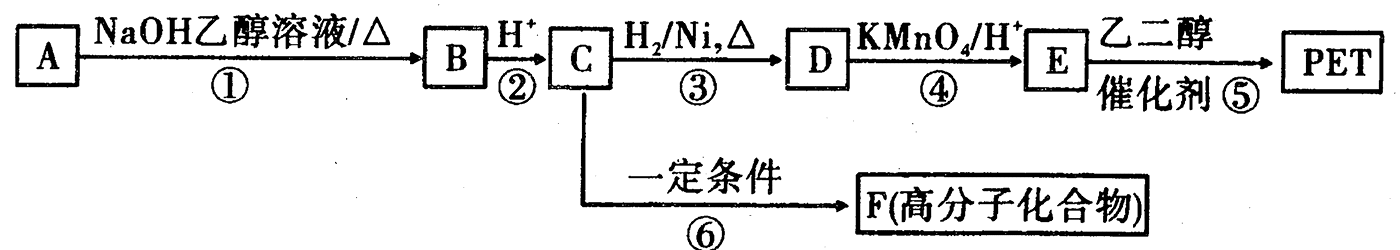 A NaOH乙醇溶液/△ ① B H⁺ ② C H₂/Ni,△ ③ D KMnO₄/H⁺ ④ E 乙二醇 催化剂 ⑤ PET
一定条件 ⑥ F(高分子化合物)